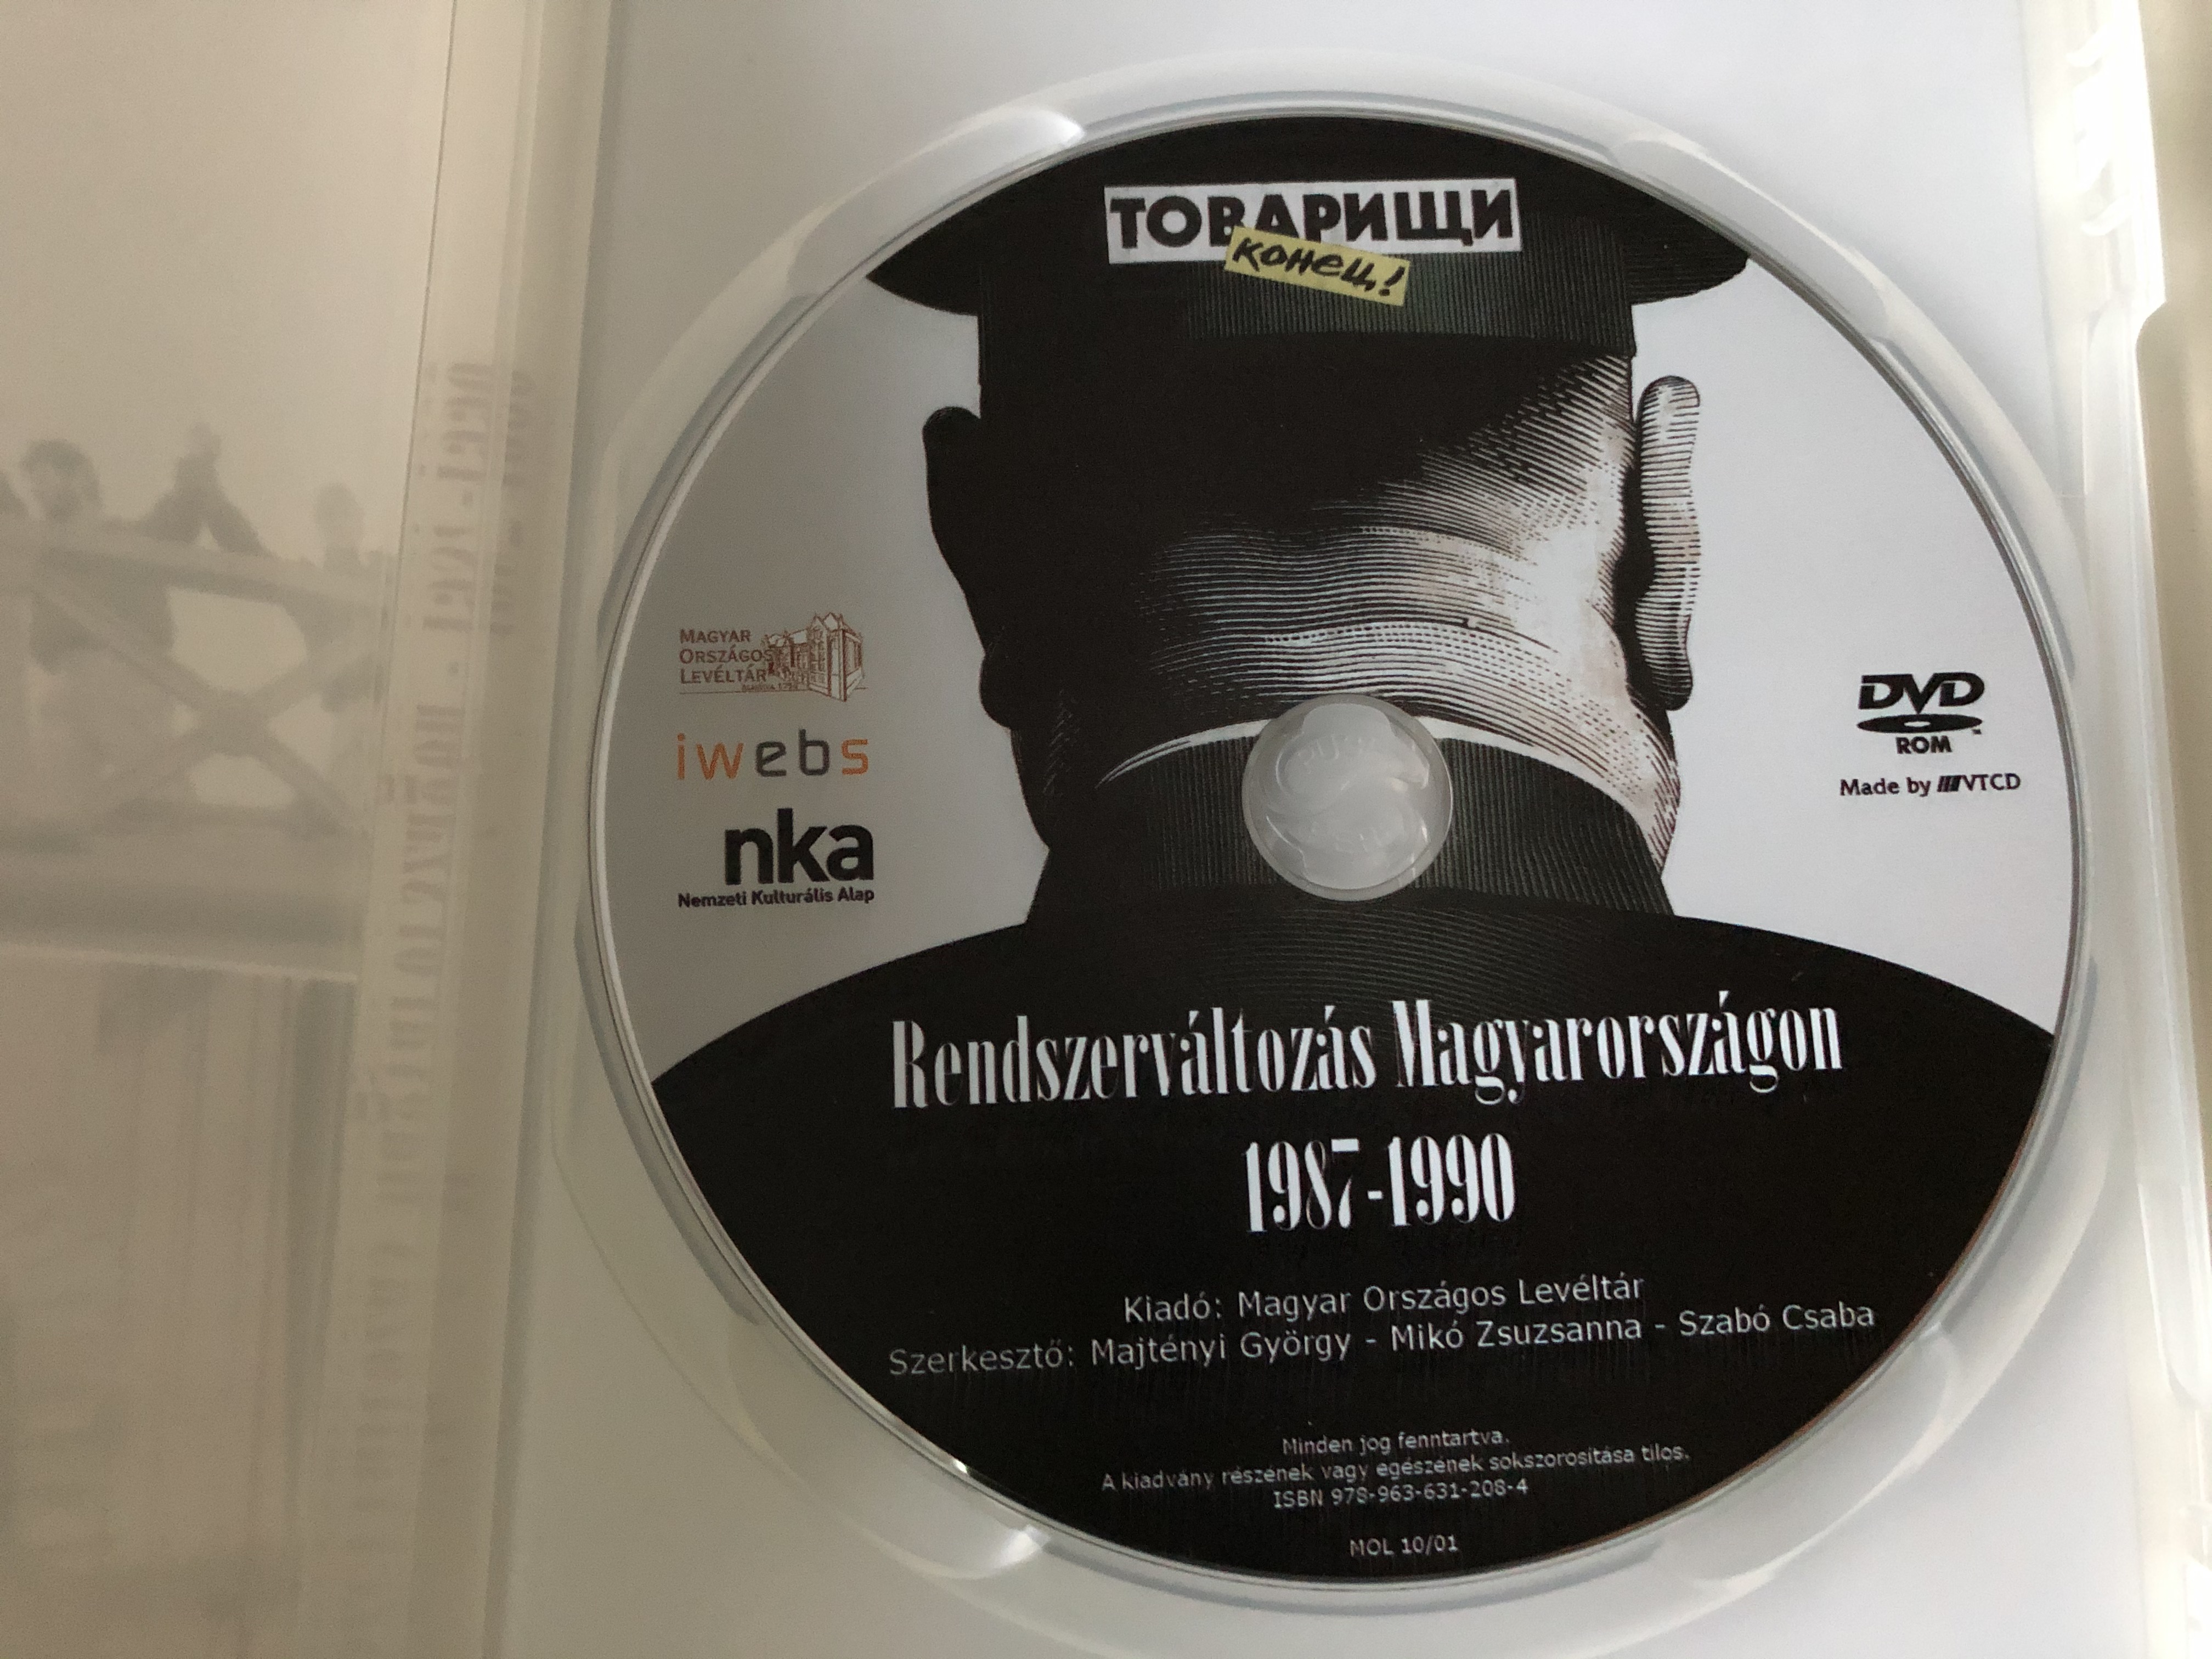 ТОВАРИЩИ
конец!
MAGYAR
ORSZÁGOS
LEVÉLTÁR
iwebs
nka
Nemzeti Kulturális Alap
DVD
ROM
Made by VTCD
Rendszerváltozás Magyarországon
1987-1990
Kiadó: Magyar Országos Levéltár
Szerkesztő: Majtényi György - Mikó Zsuzsanna - Szabó Csaba
Minden jog fenntartva.
A kiadvány részének vagy egészének sokszorosítása tilos.
ISBN 978-963-631-208-4
MOL 10/01